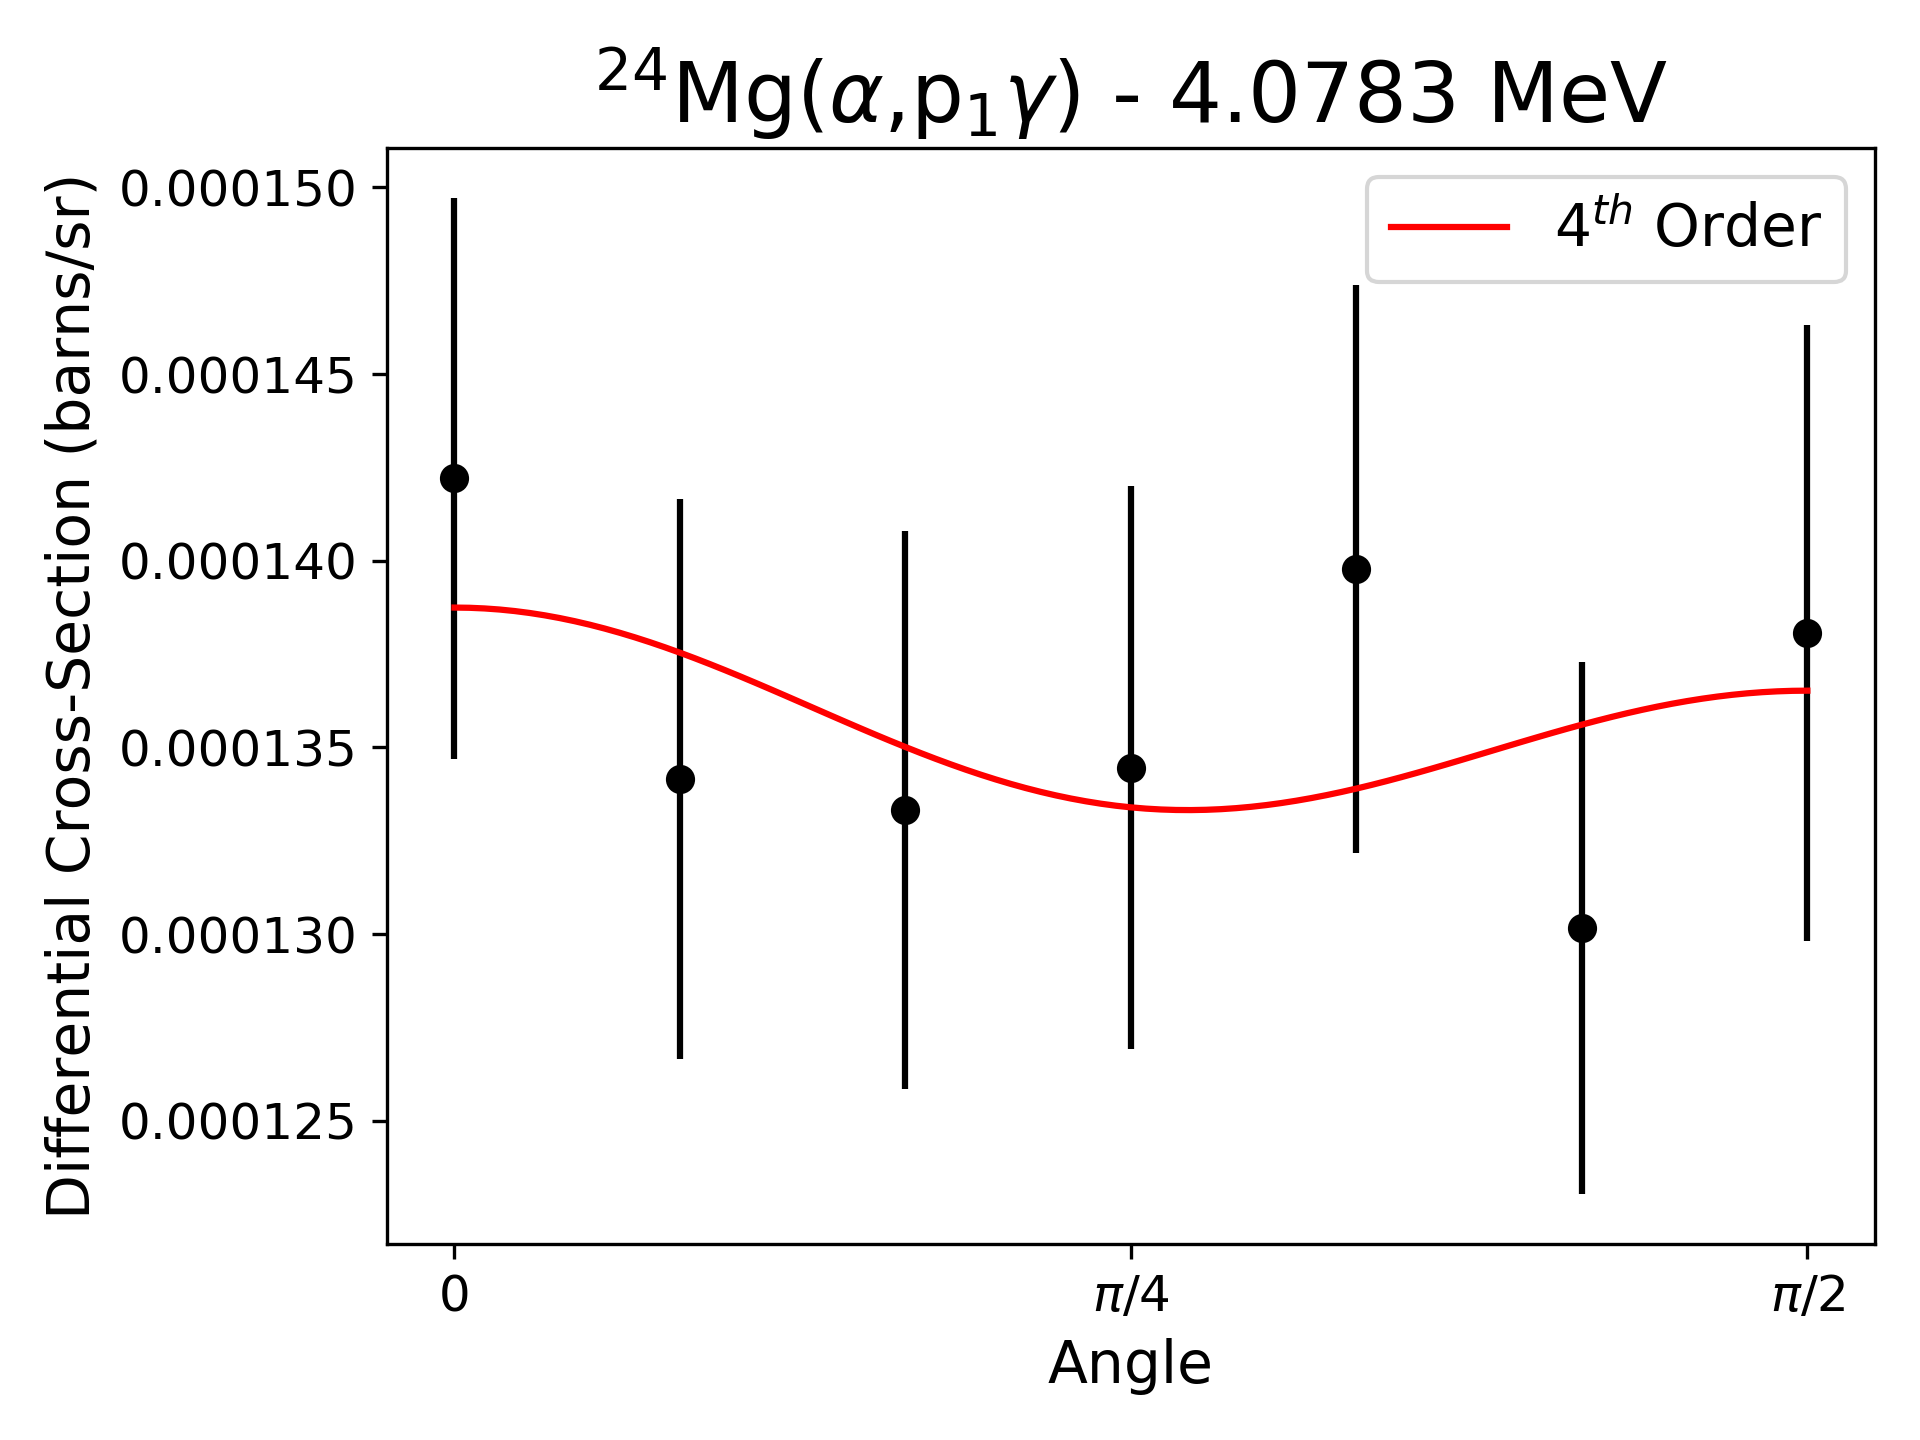 ²⁴Mg(α,p₁γ) - 4.0783 MeV
4ᵗʰ Order
Differential Cross-Section (barns/sr)
0.000150
0.000145
0.000140
0.000135
0.000130
0.000125
0 π/4 π/2
Angle